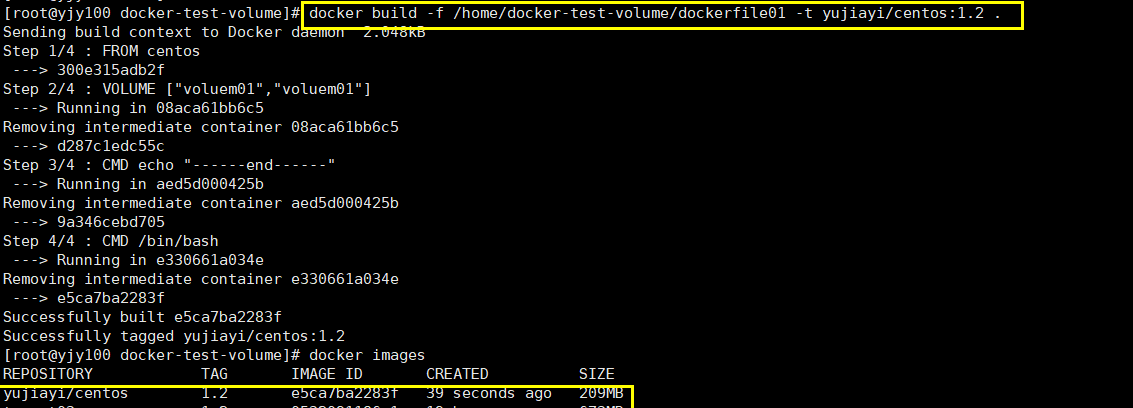 [root@yjy100 docker-test-volume]# docker build -f /home/docker-test-volume/dockerfile01 -t yujiayi/centos:1.2 .
Sending build context to Docker daemon  2.048kB
Step 1/4 : FROM centos
 ---> 300e315adb2f
Step 2/4 : VOLUME ["voluem01","voluem01"]
 ---> Running in 08aca61bb6c5
Removing intermediate container 08aca61bb6c5
 ---> d287c1edc55c
Step 3/4 : CMD echo "------end------"
 ---> Running in aed5d000425b
Removing intermediate container aed5d000425b
 ---> 9a346cebd705
Step 4/4 : CMD /bin/bash
 ---> Running in e330661a034e
Removing intermediate container e330661a034e
 ---> e5ca7ba2283f
Successfully built e5ca7ba2283f
Successfully tagged yujiayi/centos:1.2
[root@yjy100 docker-test-volume]# docker images
REPOSITORY TAG IMAGE ID CREATED SIZE
yujiayi/centos 1.2 e5ca7ba2283f 39 seconds ago 209MB